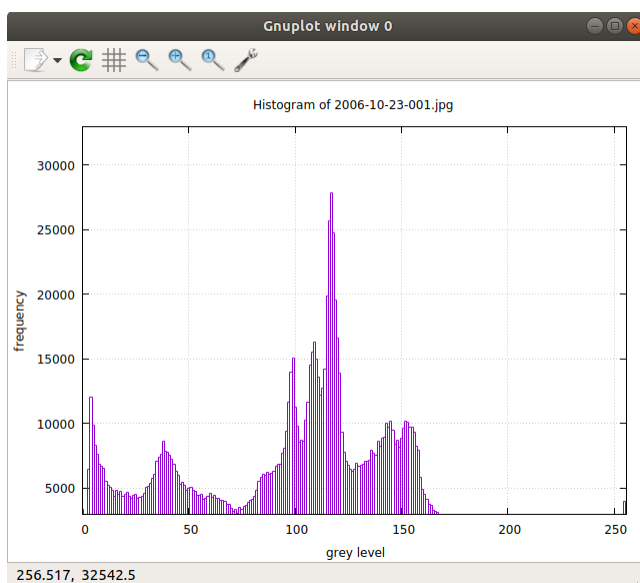 Gnuplot window 0
1
Histogram of 2006-10-23-001.jpg
30000
25000
20000
15000
10000
5000
frequency
0 50 100 150 200 250
grey level
256.517, 32542.5